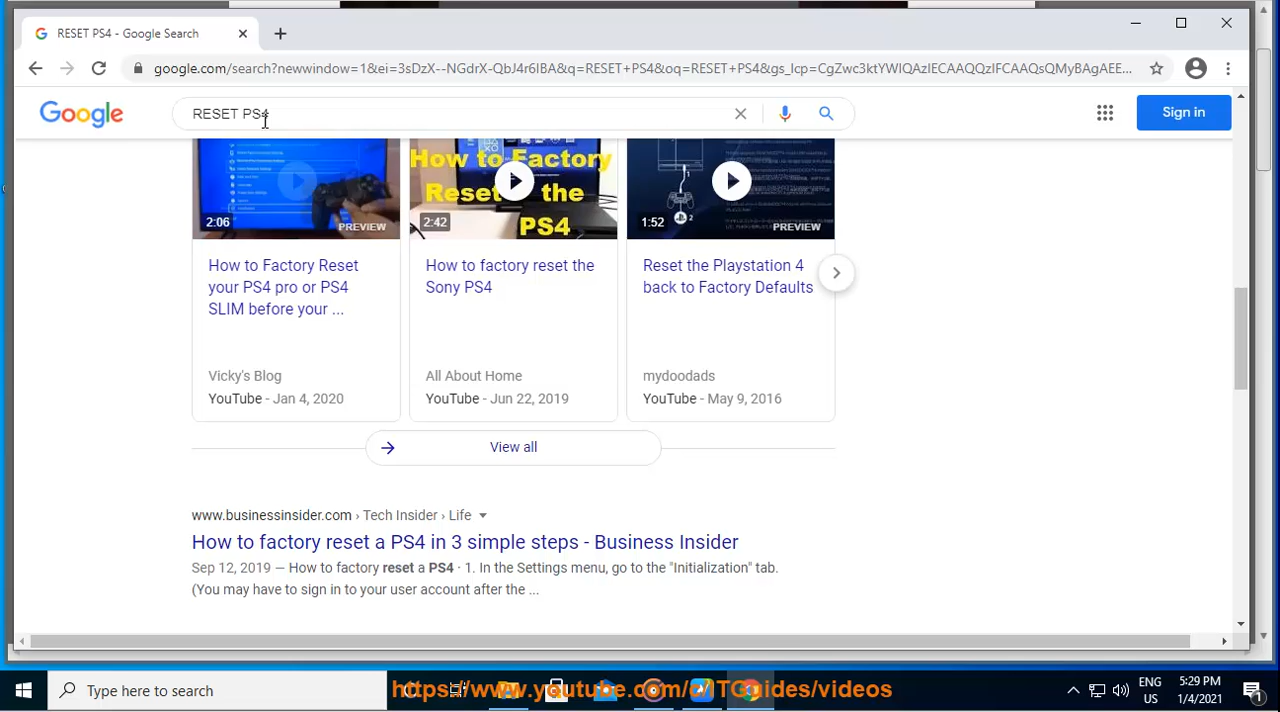 RESET PS4 - Google Search
google.com/search?newwindow=1&ei=3sDzX--NGdrX-QbJ4r6IBA&q=RESET+PS4&oq=RESET+PS4&gs_lcp=CgZwc3ktYWIQAzIECAAQQzIFCAAQsQMyBAgAEE...
Google
RESET PS4
Sign in
How to Factory
Reset the
PS4
2:06
PREVIEW
2:42
1:52
PREVIEW
How to Factory Reset
your PS4 pro or PS4
SLIM before your ...
How to factory reset the
Sony PS4
Reset the Playstation 4
back to Factory Defaults
Vicky's Blog
YouTube - Jan 4, 2020
All About Home
YouTube - Jun 22, 2019
mydoodads
YouTube - May 9, 2016
View all
www.businessinsider.com › Tech Insider › Life
How to factory reset a PS4 in 3 simple steps - Business Insider
Sep 12, 2019 — How to factory reset a PS4 · 1. In the Settings menu, go to the "Initialization" tab.
(You may have to sign in to your user account after the ...
Type here to search
https://www.youtube.com/c/ITGuides/videos
ENG
US
5:29 PM
1/4/2021
1